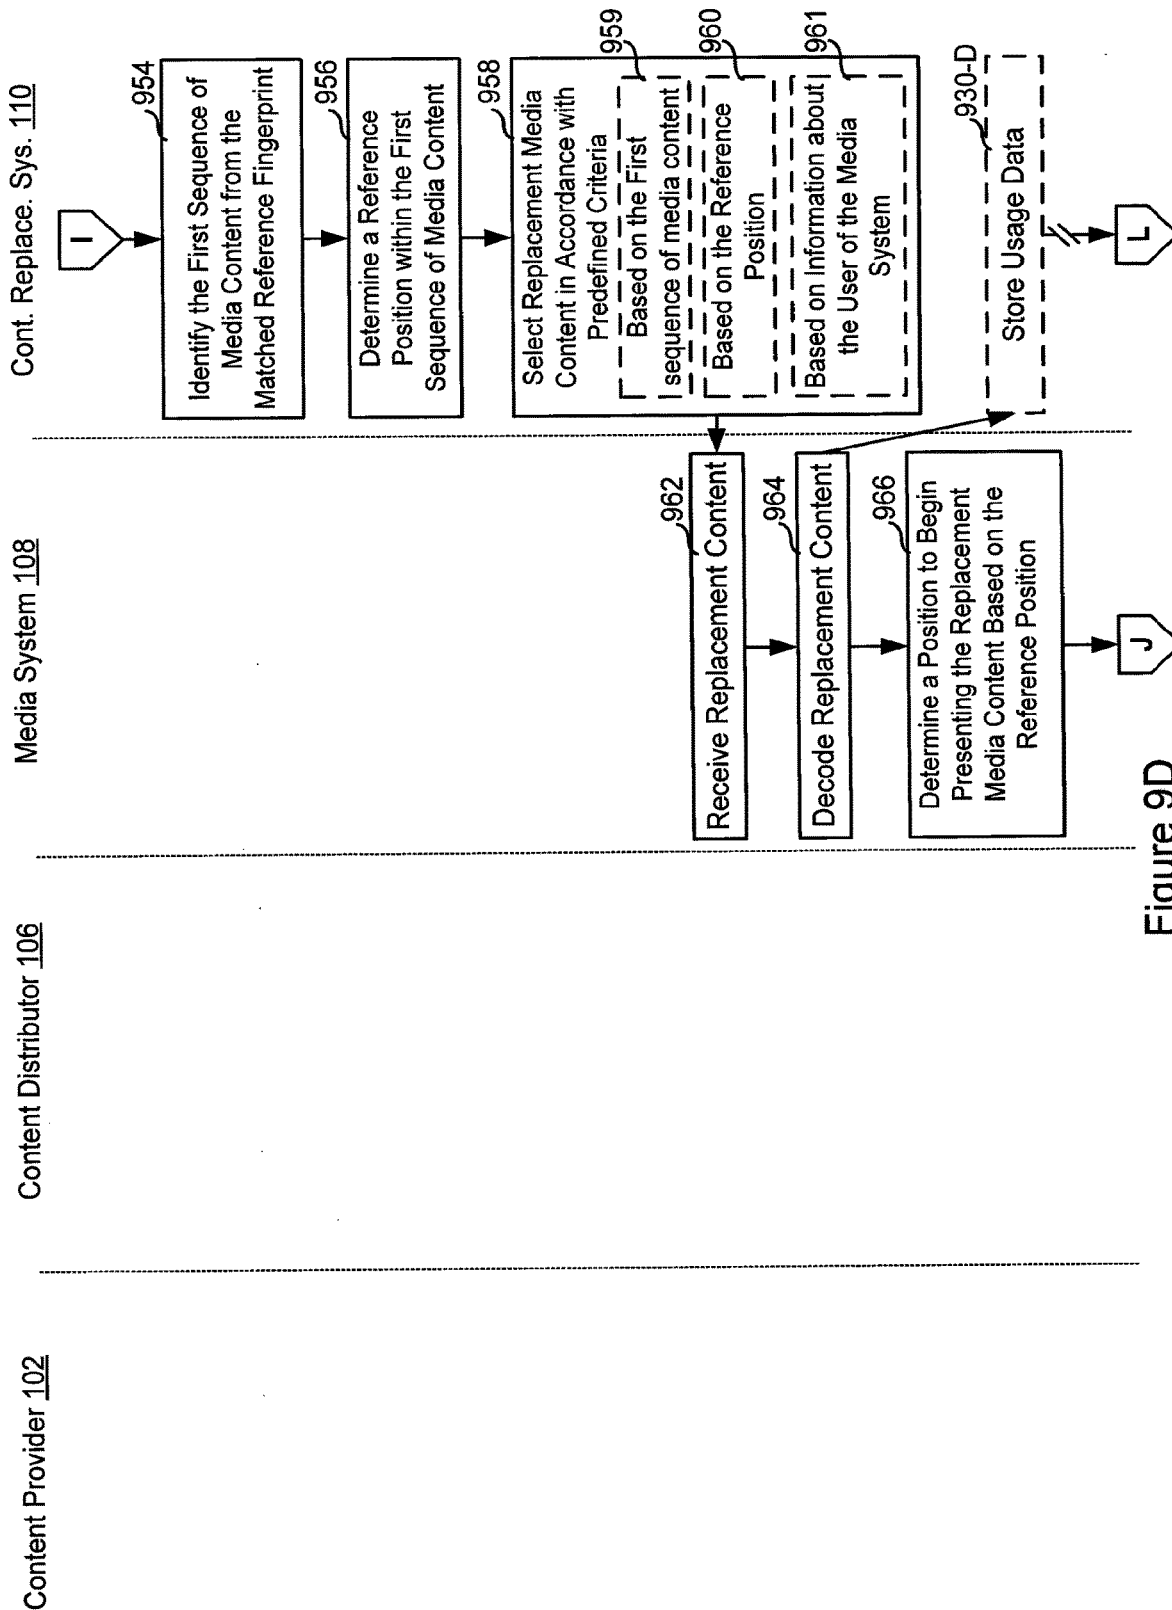 Content Provider 102
Content Distributor 106
Media System 108
Cont. Replace. Sys. 110
I
954
Identify the First Sequence of
Media Content from the
Matched Reference Fingerprint
956
Determine a Reference
Position within the First
Sequence of Media Content
958
Select Replacement Media
Content in Accordance with
Predefined Criteria
959
Based on the First
sequence of media content
960
Based on the Reference
Position
961
Based on Information about
the User of the Media
System
962
Receive Replacement Content
964
Decode Replacement Content
966
Determine a Position to Begin
Presenting the Replacement
Media Content Based on the
Reference Position
930-D
Store Usage Data
J
L
Figure 9D